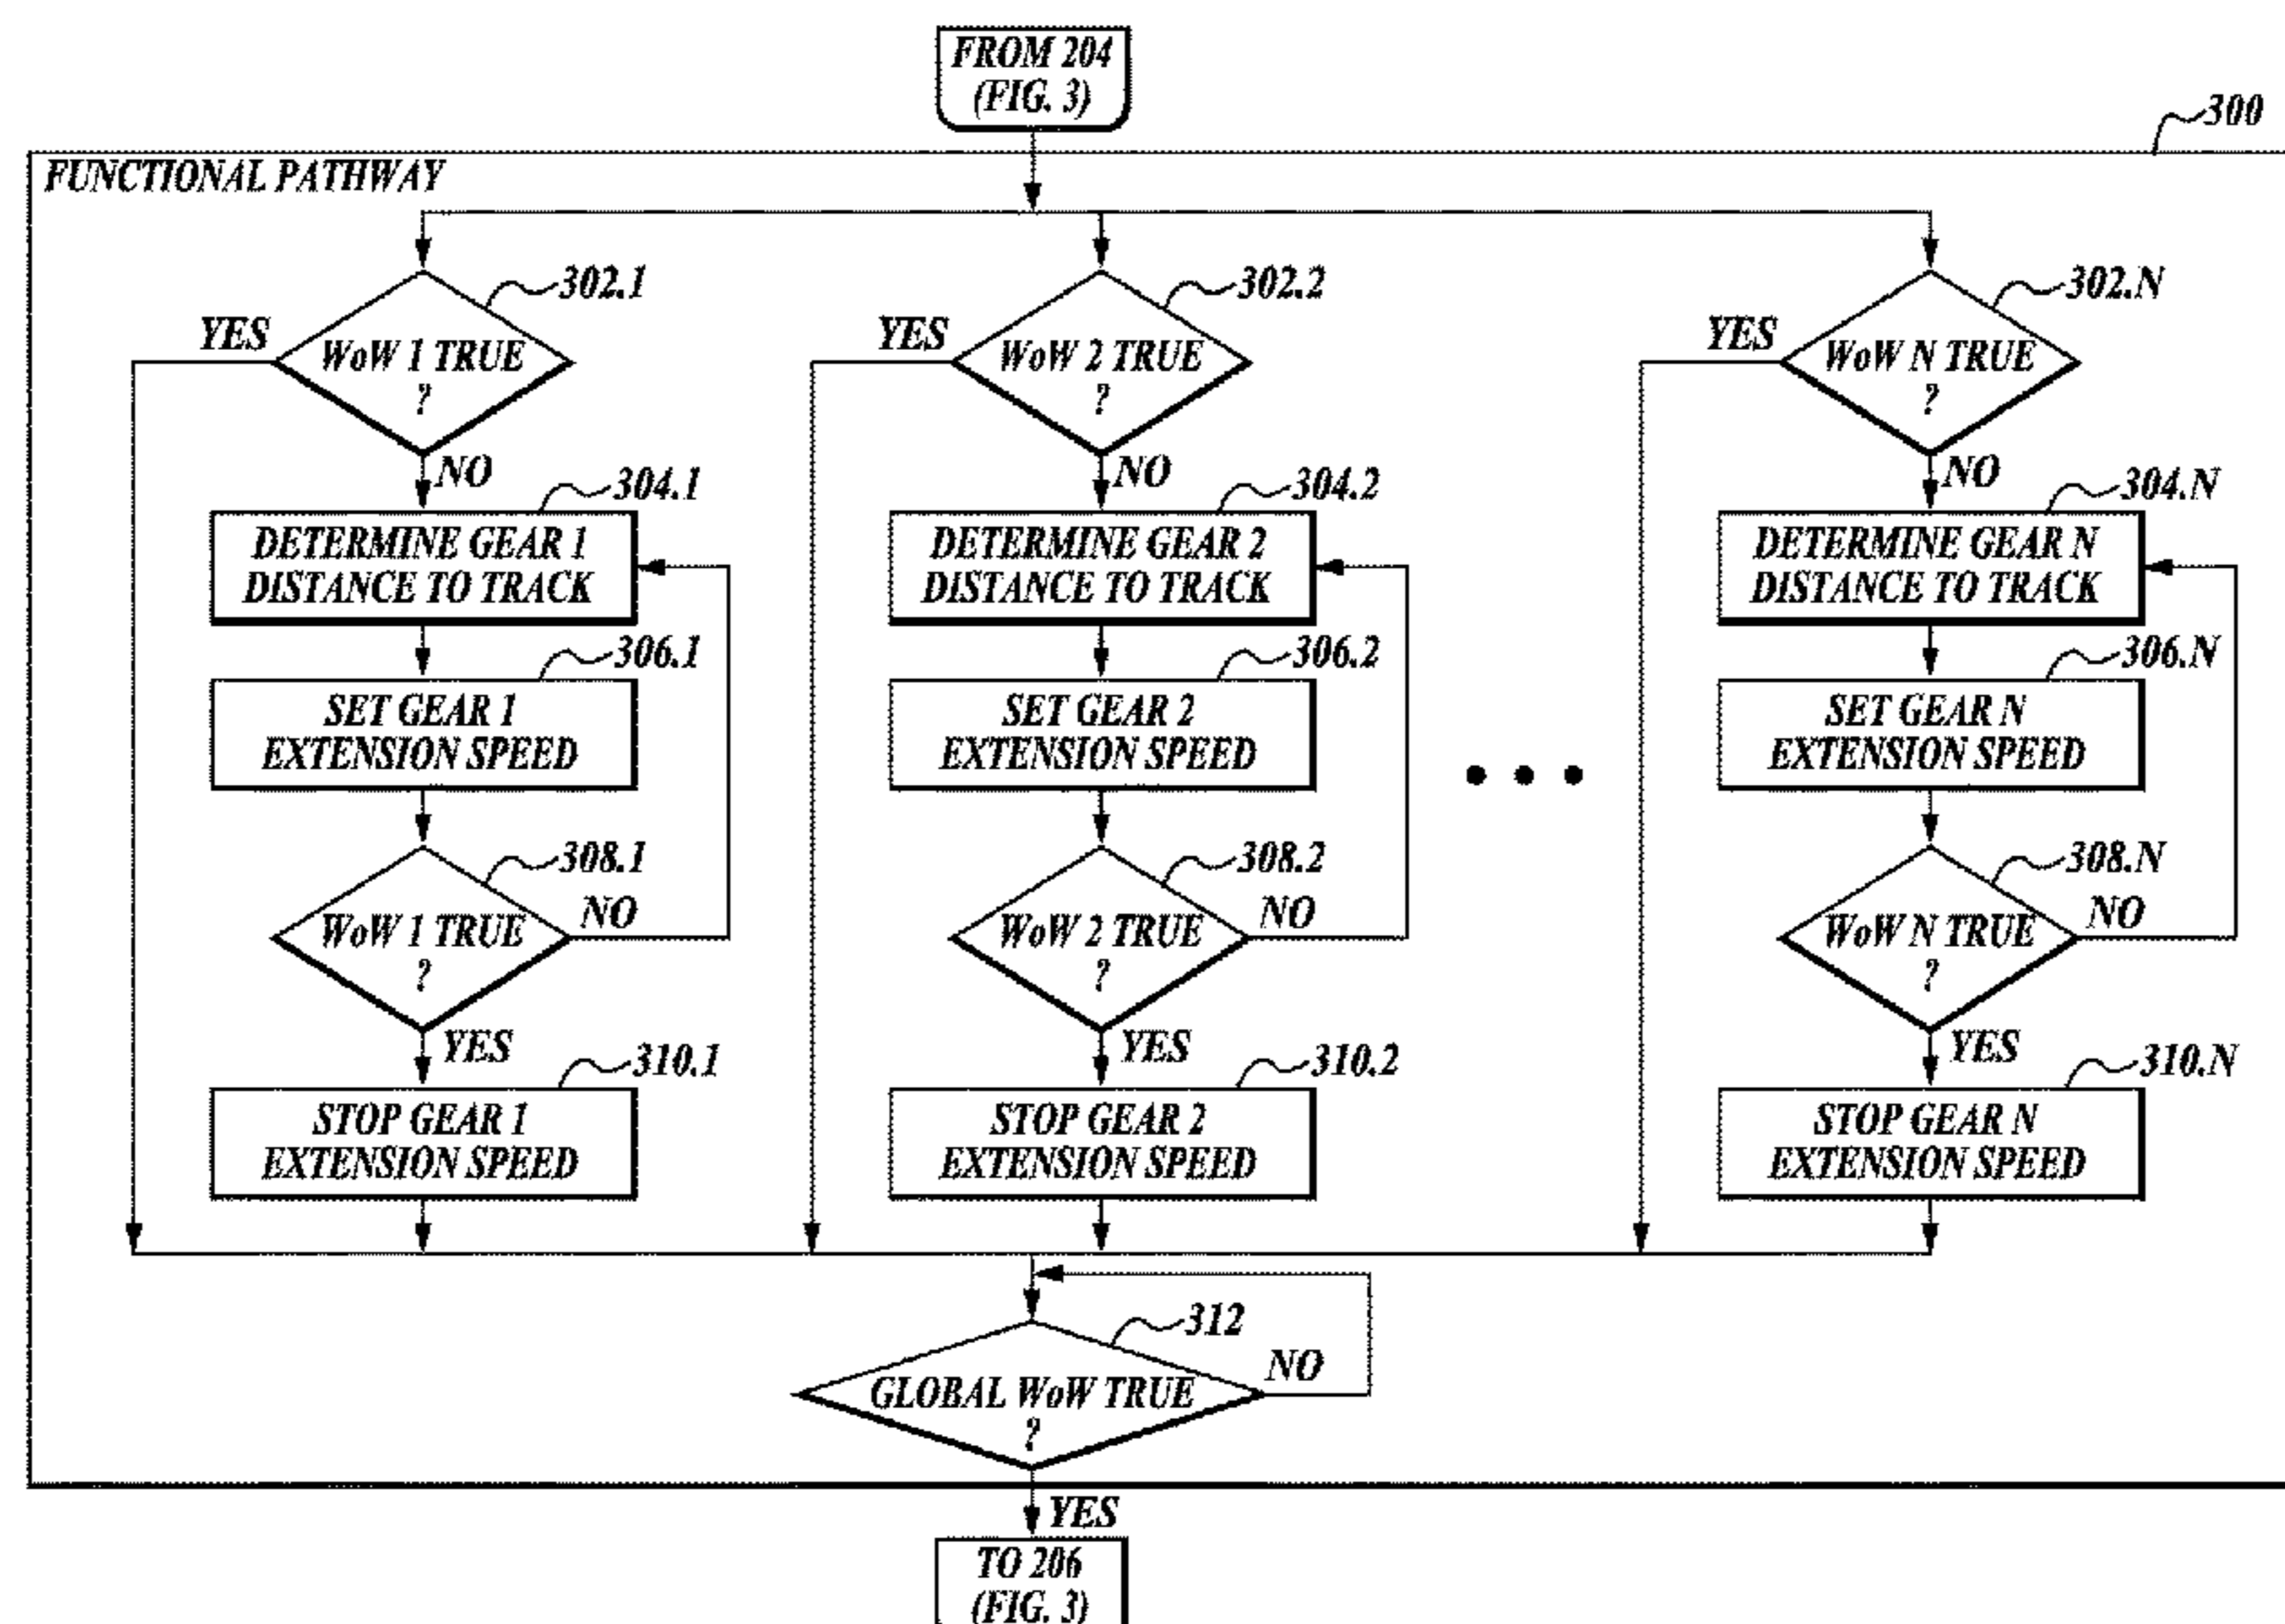 FROM 204
(FIG. 3)
300
FUNCTIONAL PATHWAY
302.1
YES
WoW 1 TRUE
?
NO
304.1
DETERMINE GEAR 1
DISTANCE TO TRACK
306.1
SET GEAR 1
EXTENSION SPEED
308.1
WoW 1 TRUE
?
NO
YES
310.1
STOP GEAR 1
EXTENSION SPEED
302.2
YES
WoW 2 TRUE
?
NO
304.2
DETERMINE GEAR 2
DISTANCE TO TRACK
306.2
SET GEAR 2
EXTENSION SPEED
308.2
WoW 2 TRUE
?
NO
YES
310.2
STOP GEAR 2
EXTENSION SPEED
302.N
YES
WoW N TRUE
?
NO
304.N
DETERMINE GEAR N
DISTANCE TO TRACK
306.N
SET GEAR N
EXTENSION SPEED
308.N
WoW N TRUE
?
NO
YES
310.N
STOP GEAR N
EXTENSION SPEED
312
GLOBAL WoW TRUE
?
NO
YES
TO 206
(FIG. 3)